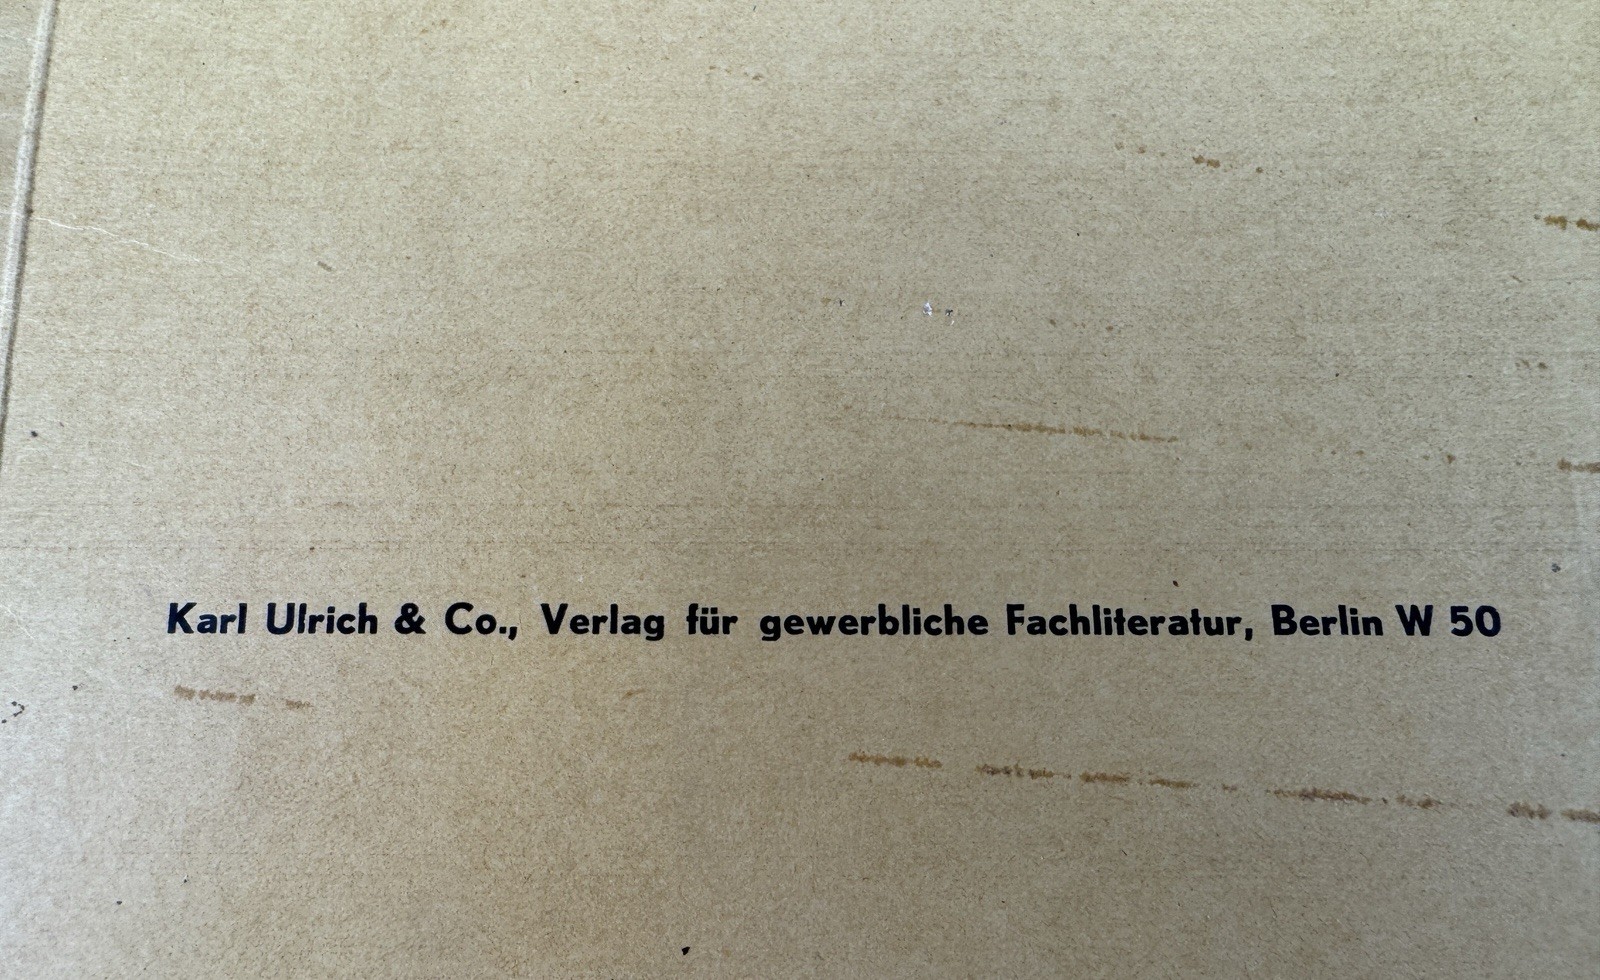 Karl Ulrich & Co., Verlag für gewerbliche Fachliteratur, Berlin W 50